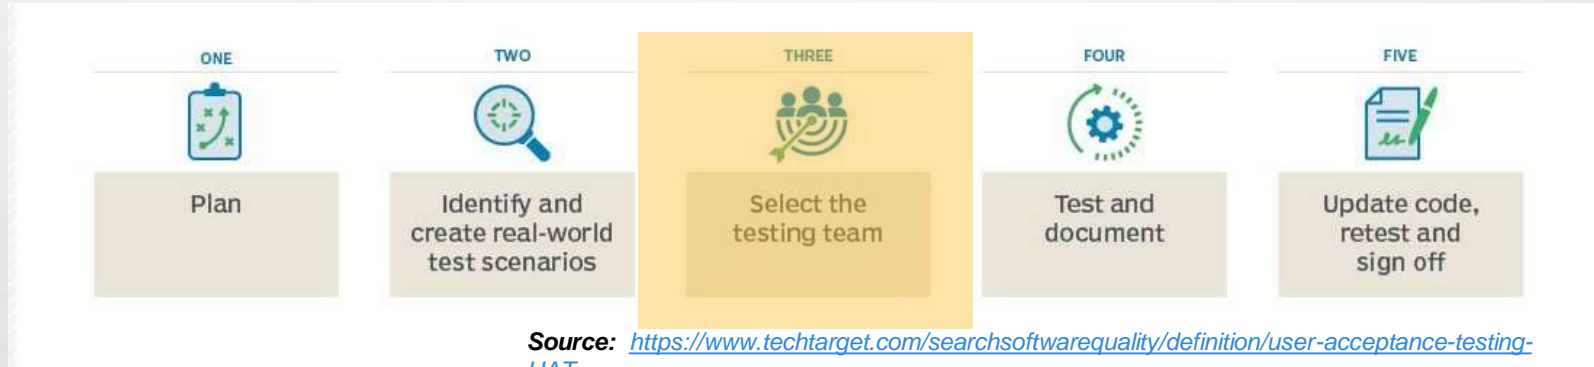 ONE
Plan
TWO
Identify and
create real-world
test scenarios
THREE
Select the
testing team
FOUR
Test and
document
FIVE
Update code,
retest and
sign off
Source: https://www.techtarget.com/searchsoftwarequality/definition/user-acceptance-testing-
UAT